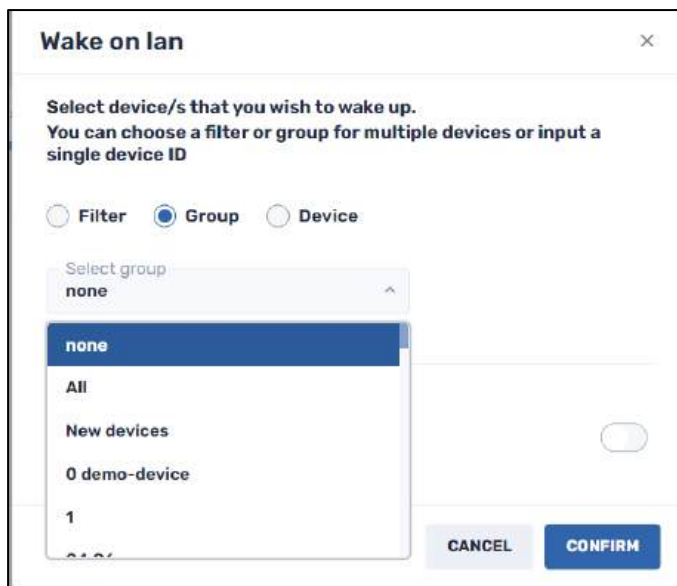 Wake on lan
Select device/s that you wish to wake up.
You can choose a filter or group for multiple devices or input a
single device ID
Filter Group Device
Select group
none
none
All
New devices
0 demo-device
1
CANCEL CONFIRM